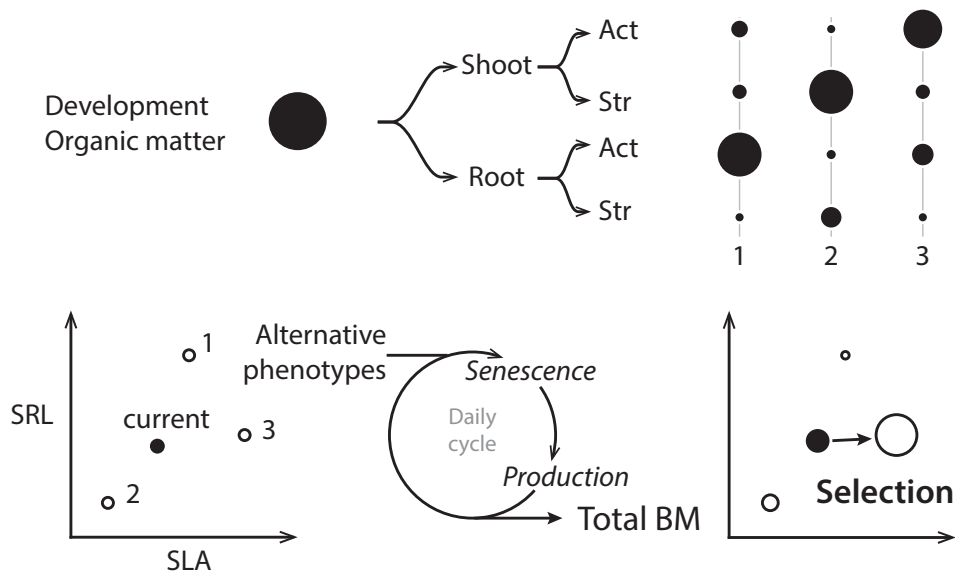 Development
Organic matter
Shoot
Root
Act
Str
Act
Str
1
2
3
SRL
SLA
current
1
2
3
Alternative
phenotypes
Senescence
Daily
cycle
Production
Total BM
Selection